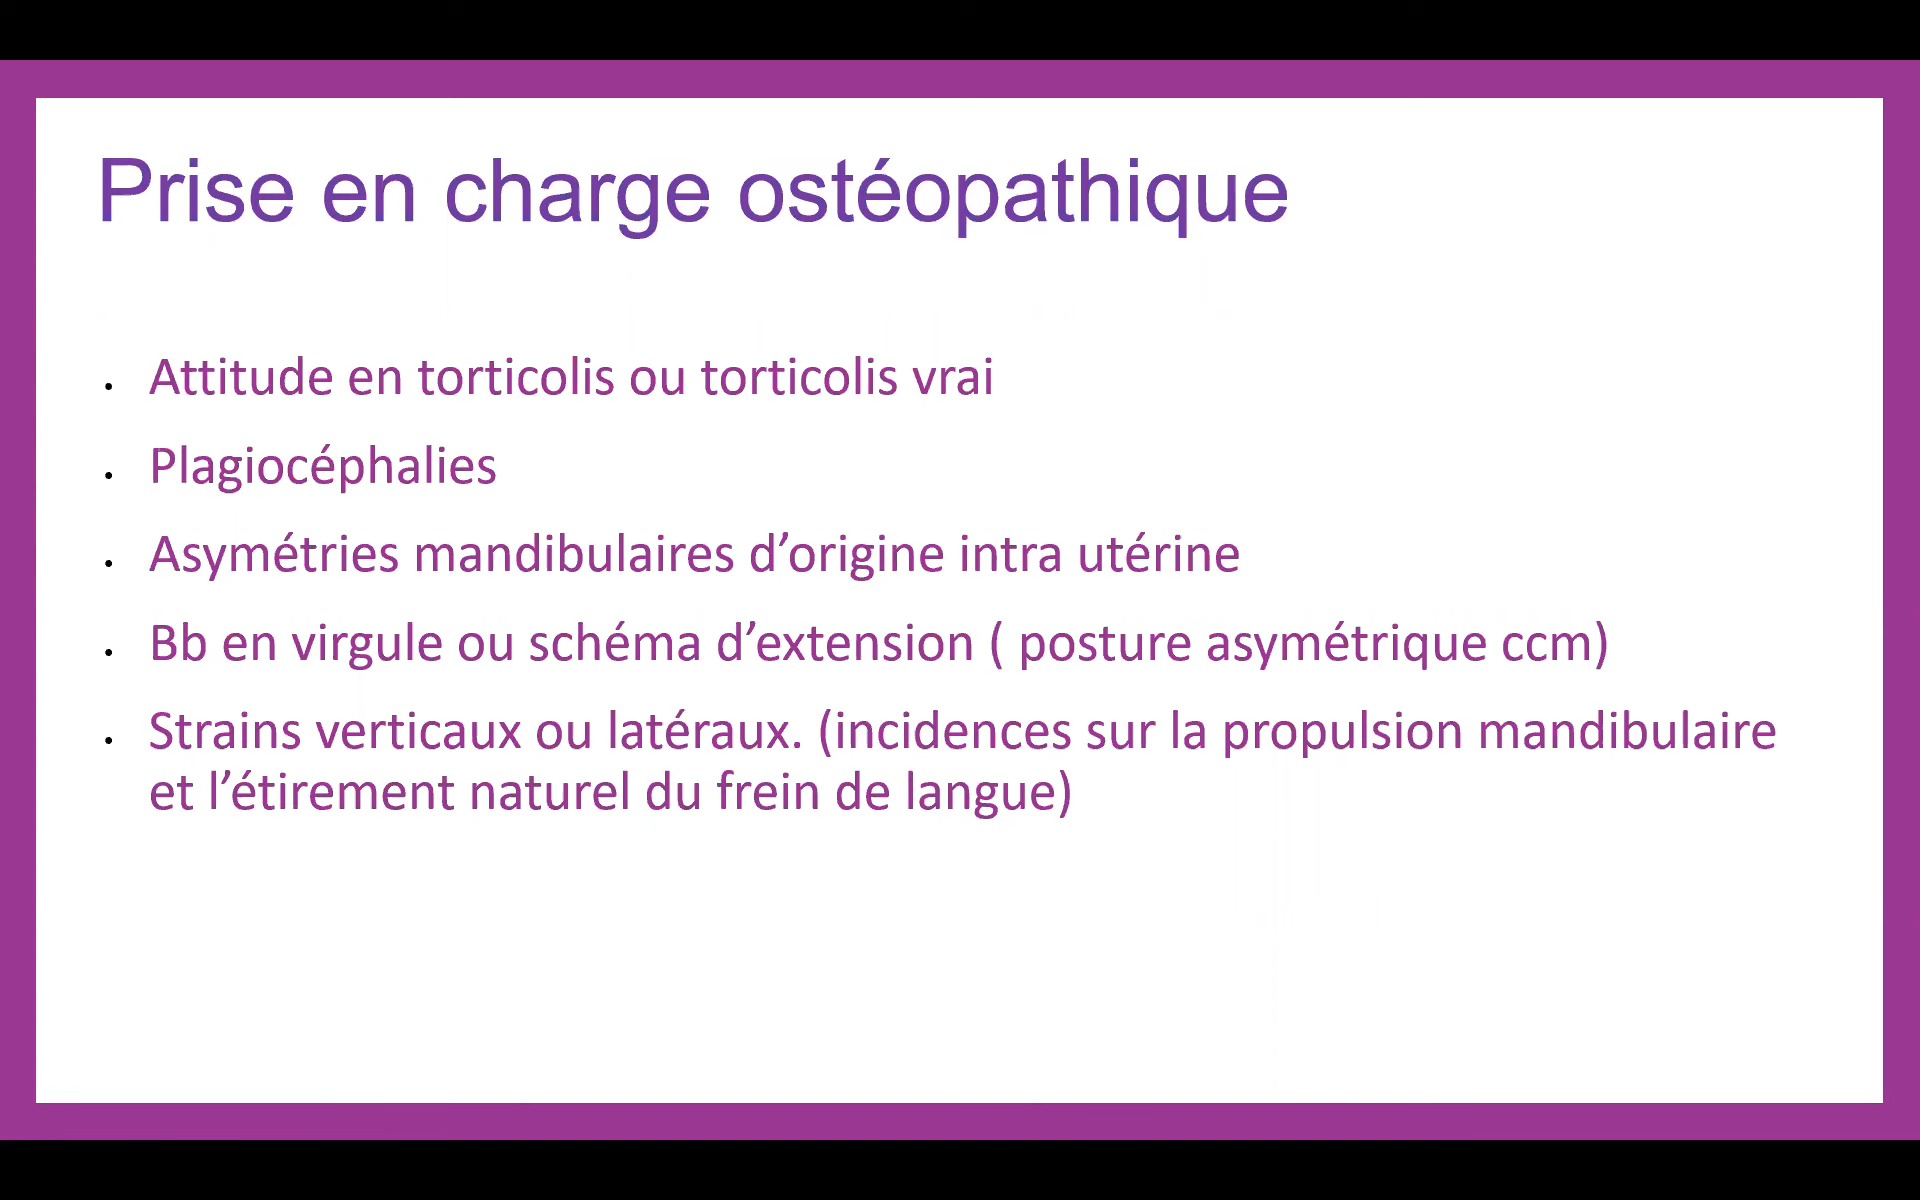 Prise en charge ostéopathique
• Attitude en torticolis ou torticolis vrai
• Plagiocéphalies
• Asymétries mandibulaires d’origine intra utérine
• Bb en virgule ou schéma d’extension ( posture asymétrique ccm)
• Strains verticaux ou latéraux. (incidences sur la propulsion mandibulaire
et l’étirement naturel du frein de langue)